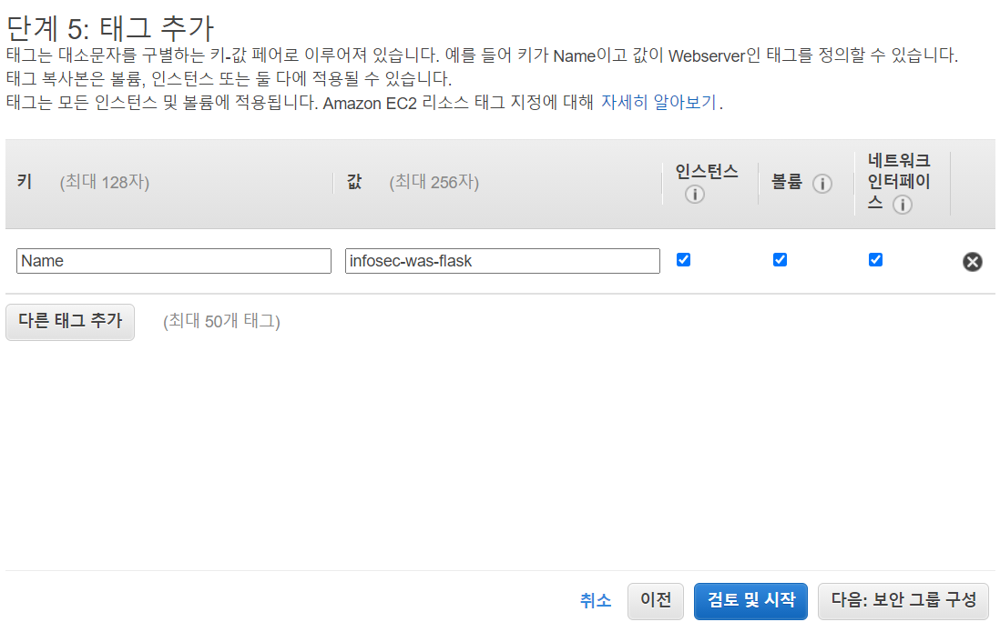 단계 5: 태그 추가
태그는 대소문자를 구별하는 키-값 페어로 이루어져 있습니다. 예를 들어 키가 Name이고 값이 Webserver인 태그를 정의할 수 있습니다.
태그 복사본은 볼륨, 인스턴스 또는 둘 다에 적용될 수 있습니다.
태그는 모든 인스턴스 및 볼륨에 적용됩니다. Amazon EC2 리소스 태그 지정에 대해 자세히 알아보기.
키 (최대 128자) 값 (최대 256자) 인스턴스 볼륨 네트워크
인터페이
스
Name infosec-was-flask
다른 태그 추가 (최대 50개 태그)
취소 이전 검토 및 시작 다음: 보안 그룹 구성